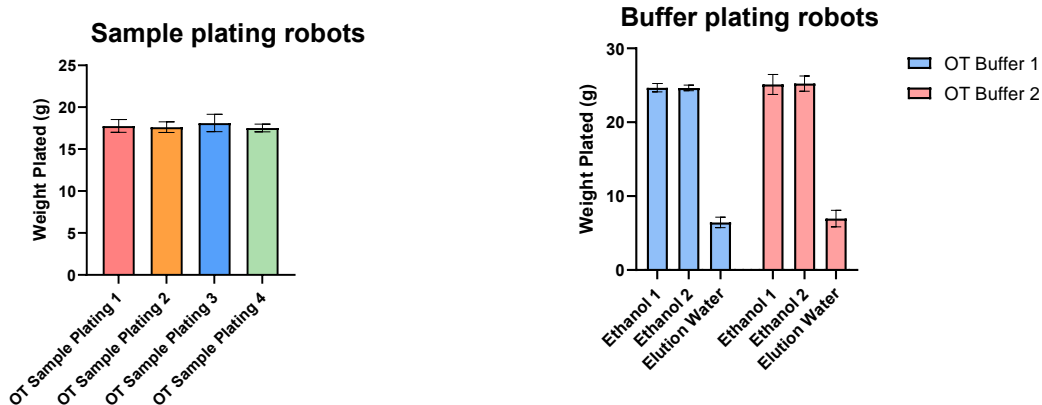 Sample plating robots
Weight Plated (g)
25
20
15
10
5
0
OT Sample Plating 1
OT Sample Plating 2
OT Sample Plating 3
OT Sample Plating 4
Buffer plating robots
Weight Plated (g)
30
20
10
0
Ethanol 1
Ethanol 2
Elution Water
Ethanol 1
Ethanol 2
Elution Water
OT Buffer 1
OT Buffer 2